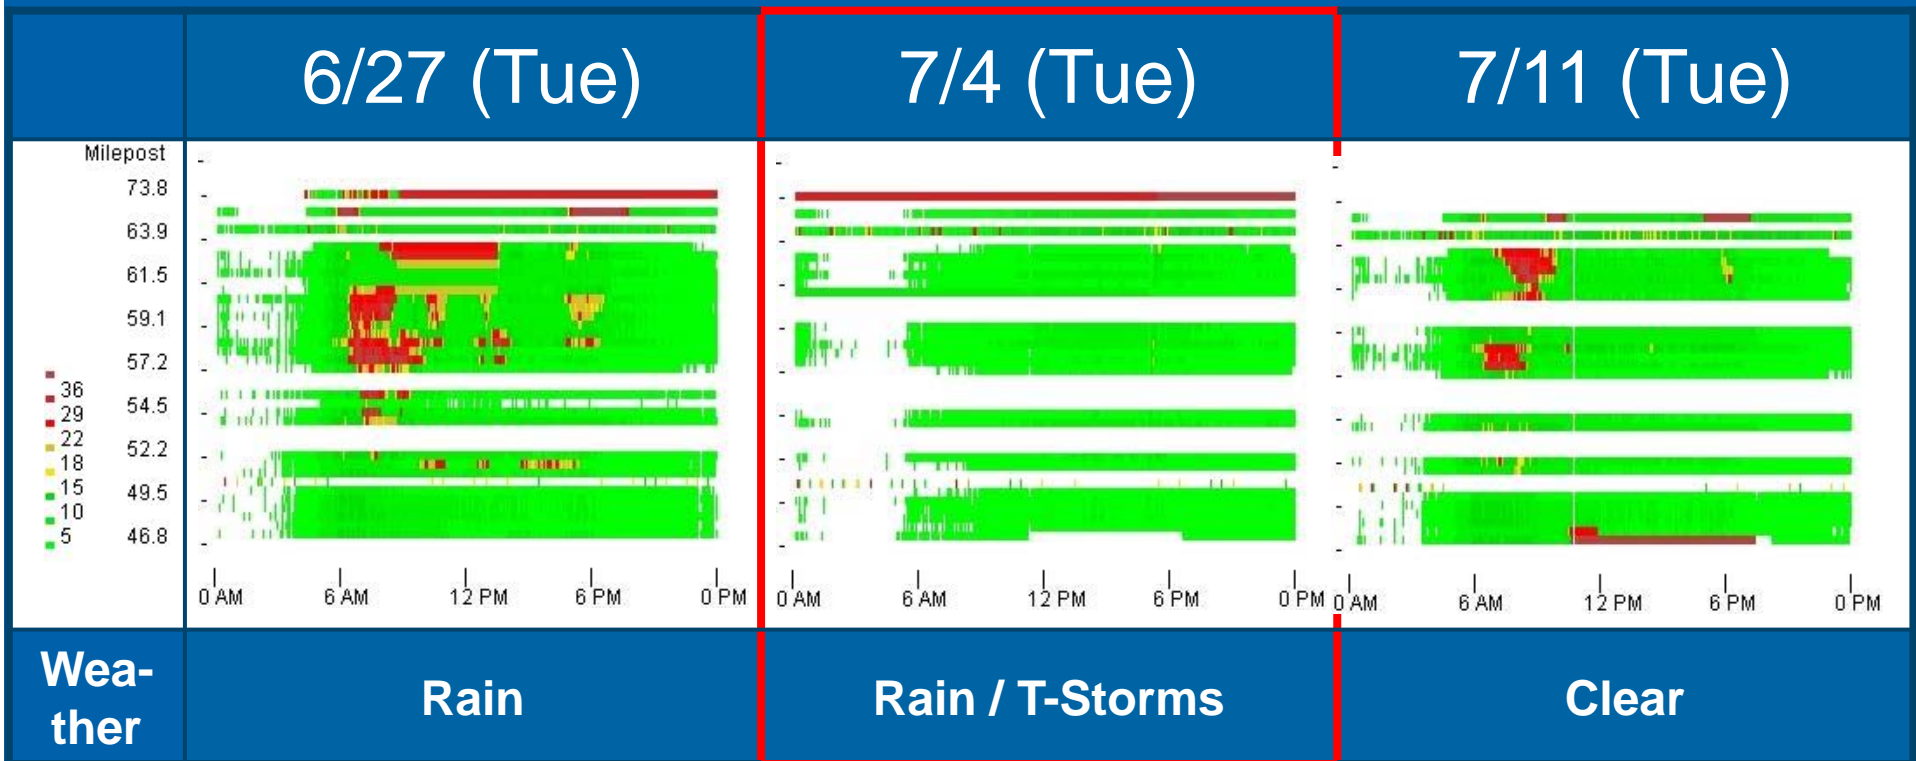 6/27 (Tue)
7/4 (Tue)
7/11 (Tue)
Milepost
73.8
63.9
61.5
59.1
57.2
54.5
52.2
49.5
46.8
36
29
22
18
15
10
5
0 AM 6 AM 12 PM 6 PM 0 PM
0 AM 6 AM 12 PM 6 PM 0 PM
0 AM 6 AM 12 PM 6 PM 0 PM
Wea-
ther
Rain
Rain / T-Storms
Clear